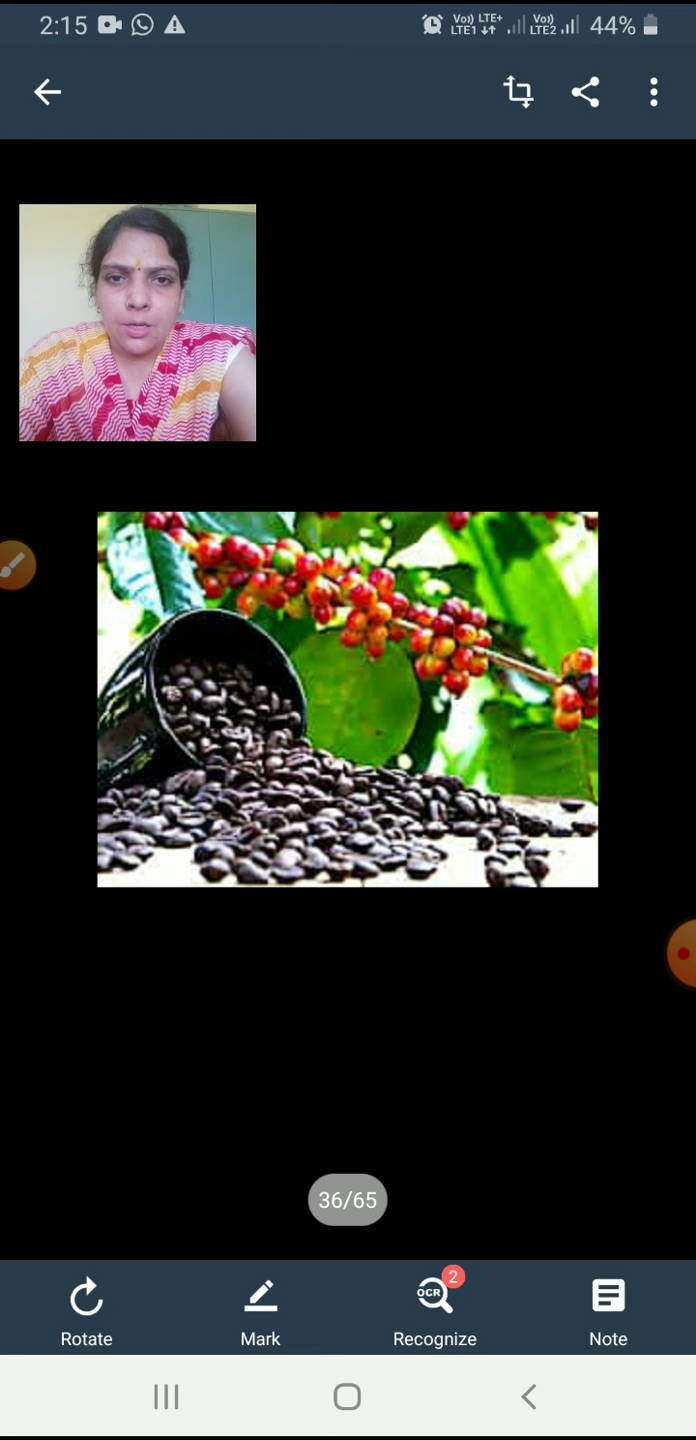 2:15
Vo)) LTE+ Vo)) 44%
LTE1 LTE2
36/65
OCR 2
Rotate Mark Recognize Note